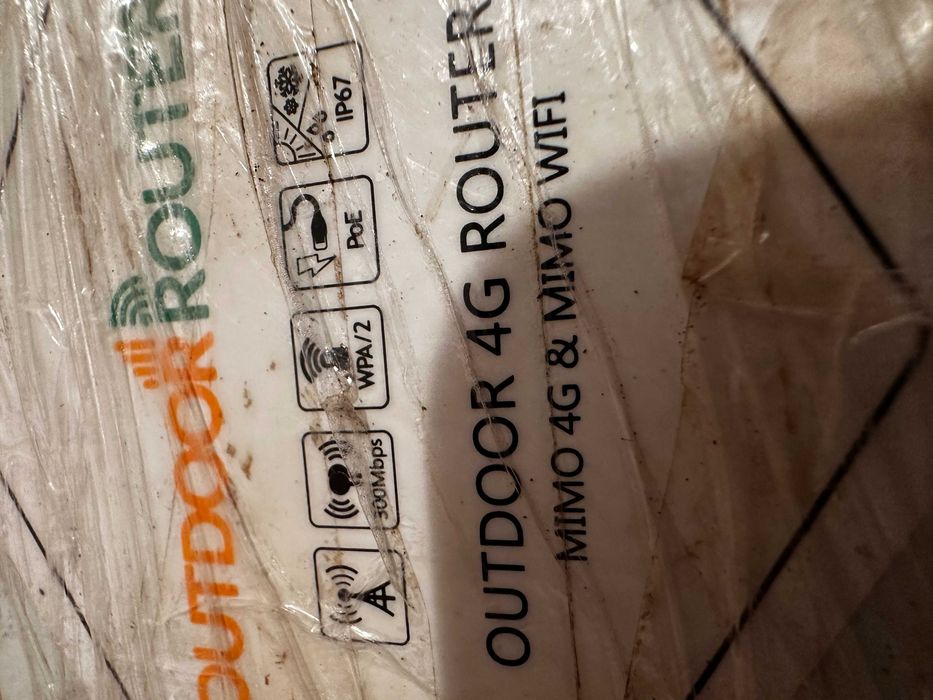 OUTDOOR ROUTER
300Mbps
WPA/2
PoE
IP67
OUTDOOR 4G ROUTER
MIMO 4G & MIMO WIFI